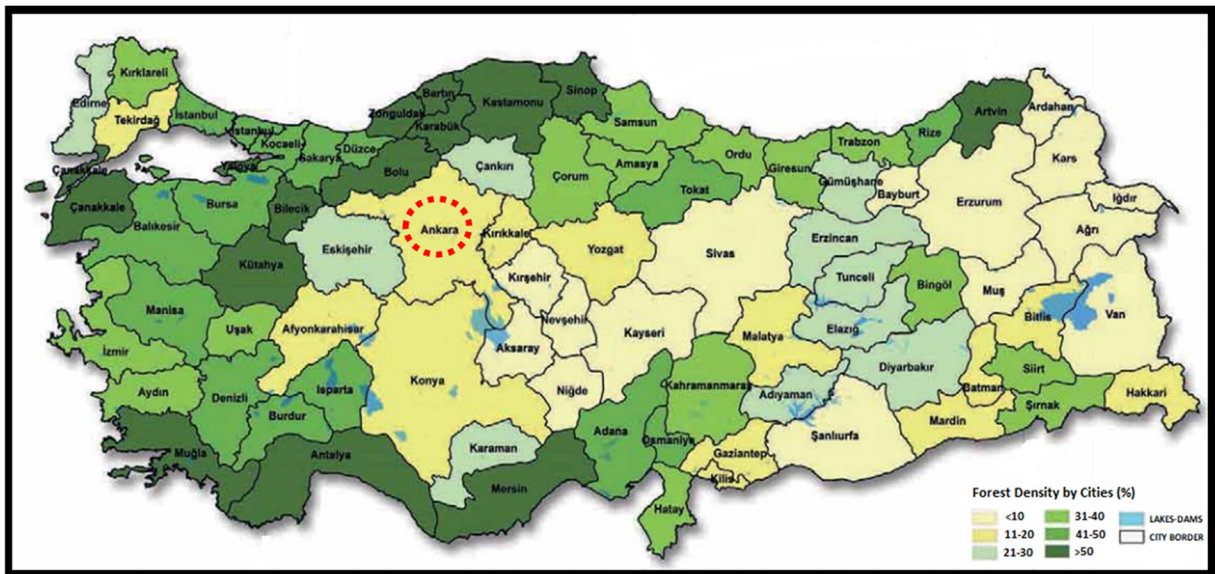 Kırklareli
Edirne
Tekirdağ
İstanbul
İstanbul
Kocaeli
Yalova
Sakarya
Düzce
Zonguldak
Bartın
Karabük
Kastamonu
Sinop
Samsun
Ordu
Giresun
Trabzon
Rize
Artvin
Ardahan
Kars
Iğdır
Ağrı
Çanakkale
Çanakkale
Balıkesir
Bursa
Bilecik
Bolu
Çankırı
Çorum
Amasya
Tokat
Gümüşhane
Bayburt
Erzurum
Kütahya
Eskişehir
Ankara
Kırıkkale
Yozgat
Sivas
Erzincan
Tunceli
Bingöl
Muş
Bitlis
Van
Manisa
Uşak
Afyonkarahisar
Kırşehir
Nevşehir
Kayseri
Malatya
Elazığ
Diyarbakır
Batman
Siirt
Şırnak
Hakkari
İzmir
Aydın
Denizli
Isparta
Burdur
Konya
Aksaray
Niğde
Kahramanmaraş
Adıyaman
Mardin
Şanlıurfa
Muğla
Antalya
Karaman
Mersin
Adana
Osmaniya
Gaziantep
Kilis
Hatay
Forest Density by Cities (%)
<10 31-40 LAKES-DAMS
11-20 41-50 CITY BORDER
21-30 >50